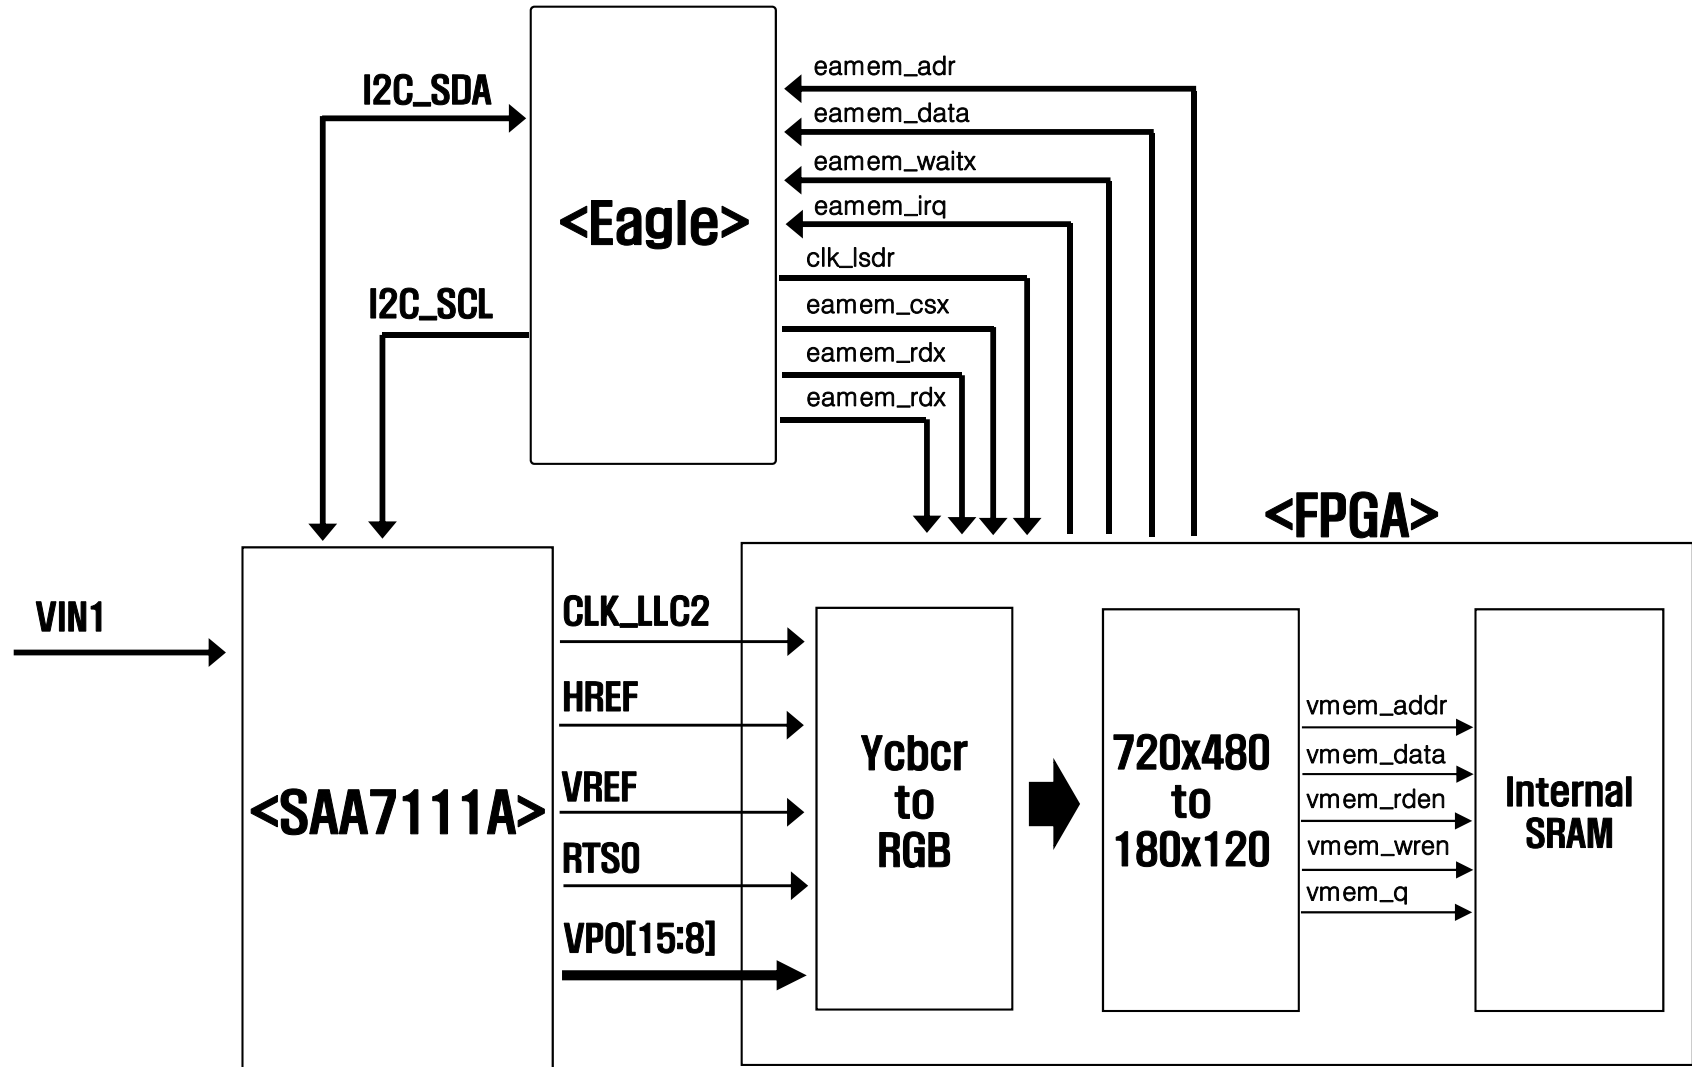 I2C_SDA
<Eagle>
I2C_SCL
eamem_adr
eamem_data
eamem_waitx
eamem_irq
clk_lsdr
eamem_csx
eamem_rdx
eamem_rdx
<FPGA>
VIN1
<SAA7111A>
CLK_LLC2
HREF
VREF
RTS0
VPO[15:8]
Ycbcr
to
RGB
720x480
to
180x120
vmem_addr
vmem_data
vmem_rden
vmem_wren
vmem_q
Internal
SRAM